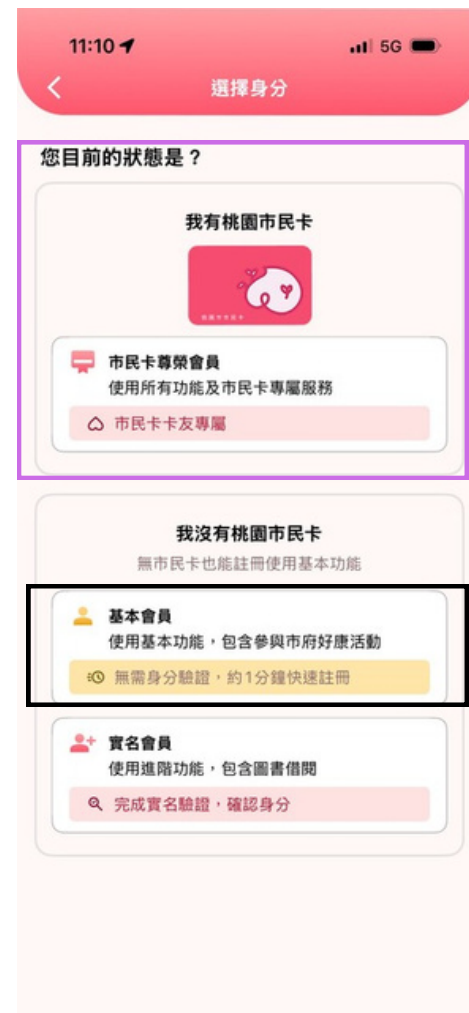 11:10
5G
選擇身分
您目前的狀態是？
我有桃園市民卡
桃園市市民卡
市民卡尊榮會員
使用所有功能及市民卡專屬服務
市民卡卡友專屬
我沒有桃園市民卡
無市民卡也能註冊使用基本功能
基本會員
使用基本功能，包含參與市府好康活動
無需身分驗證，約1分鐘快速註冊
實名會員
使用進階功能，包含圖書借閱
完成實名驗證，確認身分